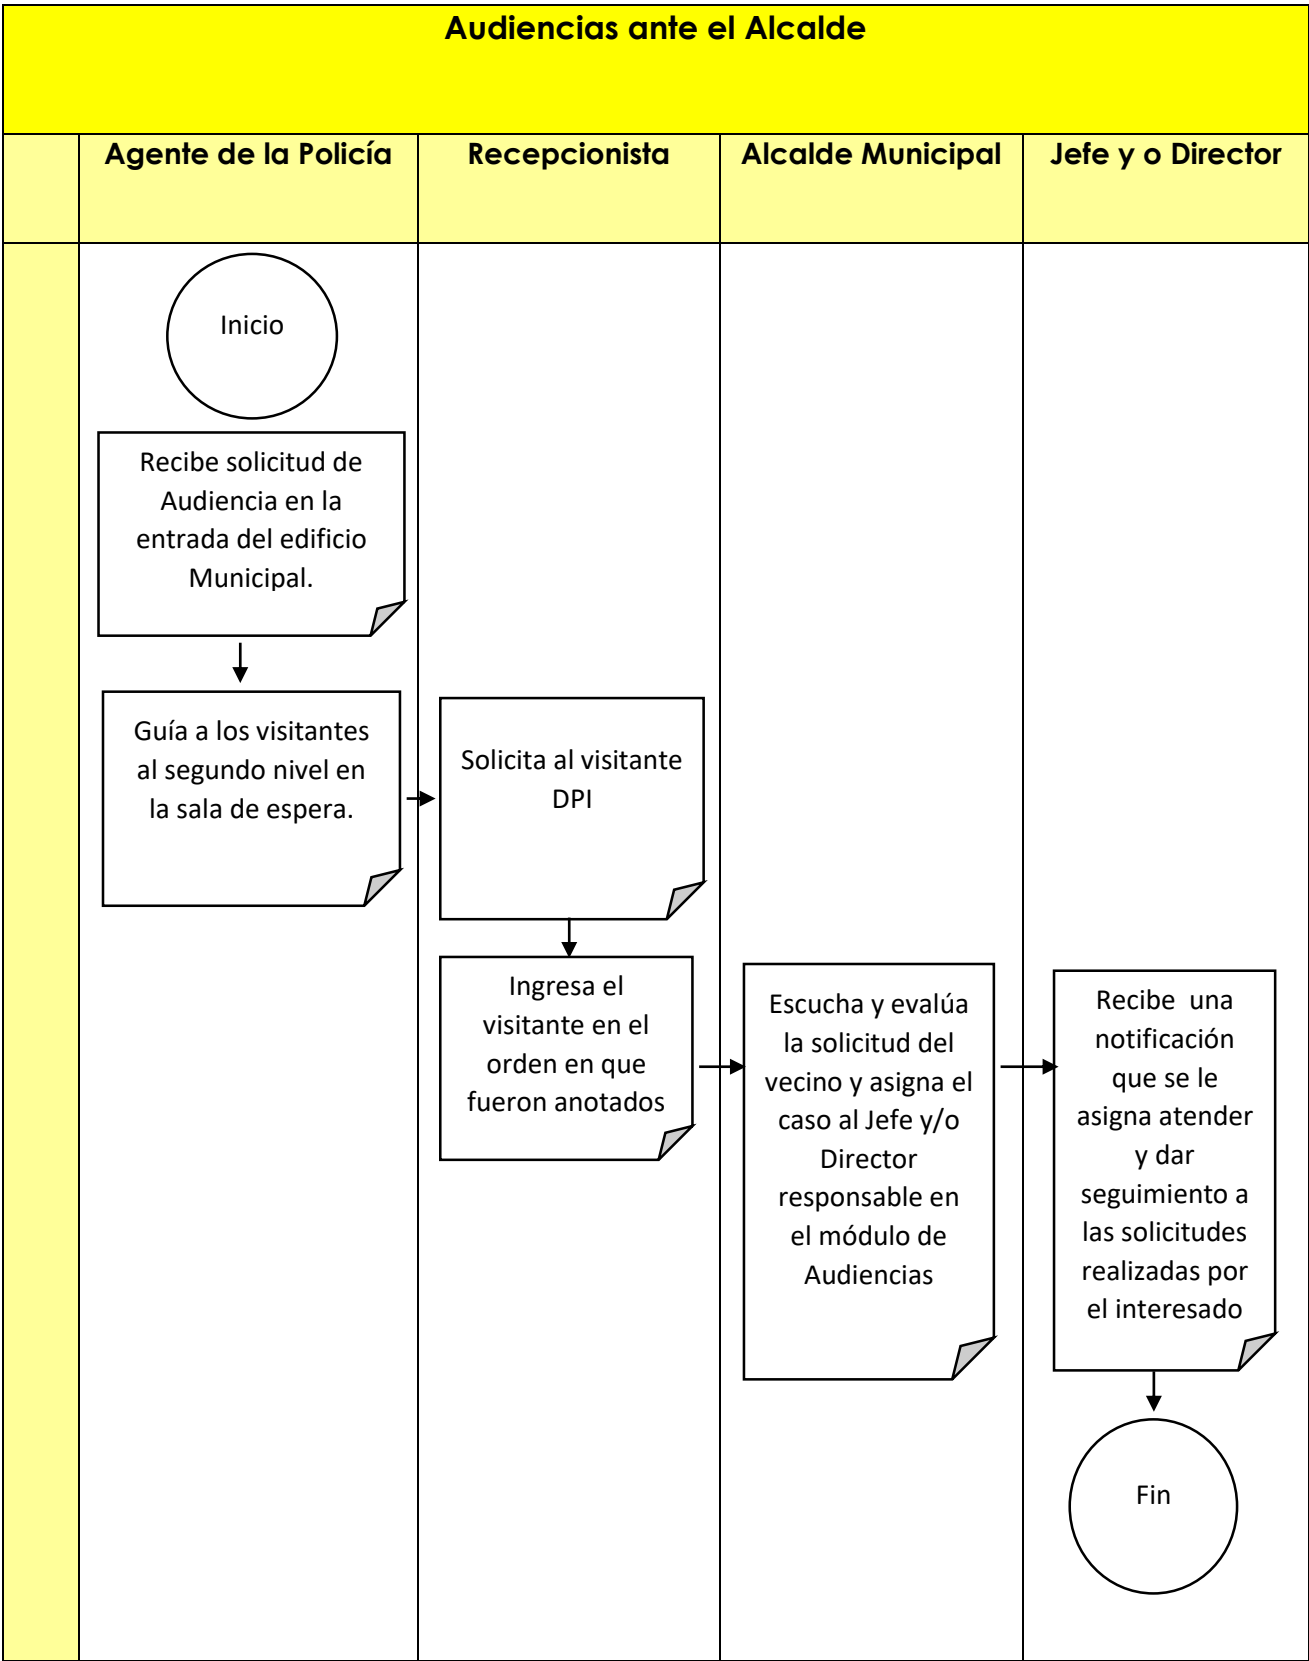 Audiencias ante el Alcalde
Agente de la Policía
Recepcionista
Alcalde Municipal
Jefe y o Director
Inicio
Recibe solicitud de
Audiencia en la
entrada del edificio
Municipal.
Guía a los visitantes
al segundo nivel en
la sala de espera.
Solicita al visitante
DPI
Ingresa el
visitante en el
orden en que
fueron anotados
Escucha y evalúa
la solicitud del
vecino y asigna el
caso al Jefe y/o
Director
responsable en
el módulo de
Audiencias
Recibe  una
notificación
que se le
asigna atender
y dar
seguimiento a
las solicitudes
realizadas por
el interesado
Fin